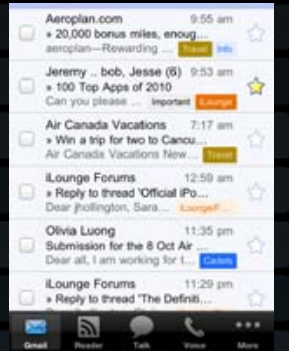 Aeroplan.com 9:55 am
» 20,000 bonus miles, enoug...
aeroplan—Rewarding ... Travel Info
Jeremy .. bob, Jesse (6) 9:53 am
» 100 Top Apps of 2010
Can you please ... Important iLounge
Air Canada Vacations 7:17 am
» Win a trip for two to Cancu...
Air Canada Vacations New... Travel
iLounge Forums 12:59 am
» Reply to thread 'Official iPo...
Dear jhollington, Sara... iLounge/F...
Olivia Luong 11:35 pm
Submission for the 8 Oct Air ...
Dear all, I am working for t... Cadets
iLounge Forums 11:29 pm
» Reply to thread 'The Definiti...
Gmail Reader Talk Voice More